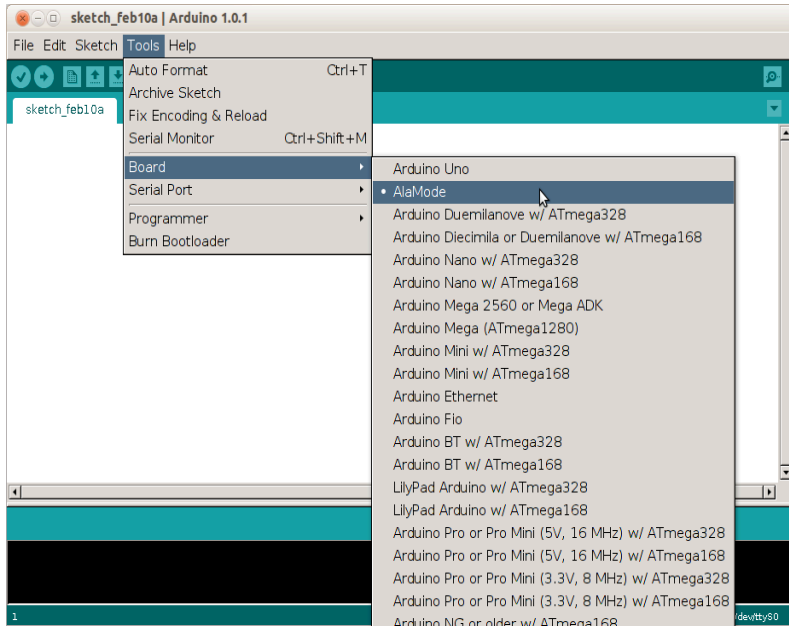 sketch_feb10a | Arduino 1.0.1
File Edit Sketch Tools Help
Auto Format Ctrl+T
Archive Sketch
Fix Encoding & Reload
Serial Monitor Ctrl+Shift+M
Board
Serial Port
Programmer
Burn Bootloader
sketch_feb10a
Arduino Uno
AlaMode
Arduino Duemilanove w/ ATmega328
Arduino Diecimila or Duemilanove w/ ATmega168
Arduino Nano w/ ATmega328
Arduino Nano w/ ATmega168
Arduino Mega 2560 or Mega ADK
Arduino Mega (ATmega1280)
Arduino Mini w/ ATmega328
Arduino Mini w/ ATmega168
Arduino Ethernet
Arduino Fio
Arduino BT w/ ATmega328
Arduino BT w/ ATmega168
LilyPad Arduino w/ ATmega328
LilyPad Arduino w/ ATmega168
Arduino Pro or Pro Mini (5V, 16 MHz) w/ ATmega328
Arduino Pro or Pro Mini (5V, 16 MHz) w/ ATmega168
Arduino Pro or Pro Mini (3.3V, 8 MHz) w/ ATmega328
Arduino Pro or Pro Mini (3.3V, 8 MHz) w/ ATmega168
Arduino NG or older w/ ATmega168
1 /dev/ttyS0